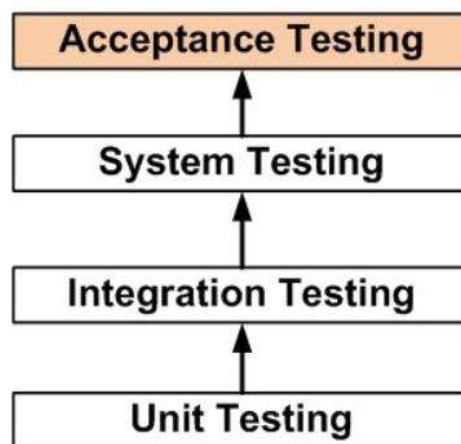 Acceptance Testing
System Testing
Integration Testing
Unit Testing